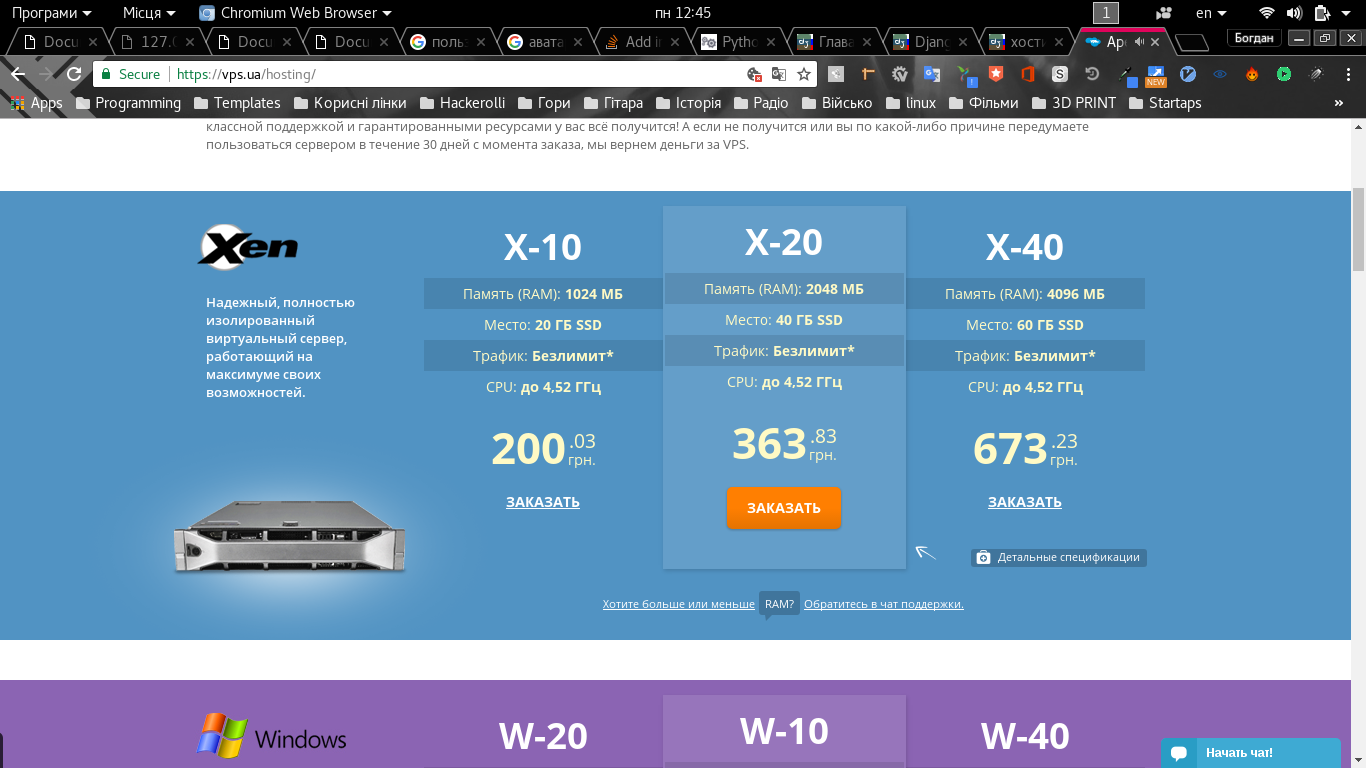 Програми Місця Chromium Web Browser пн 12:45 1 en
Docu 127.0 Docu Docu поль аватa Add i Pytho Глава Djang хости Богдан
Secure https://vps.ua/hosting/ NEW
Apps Programming Templates Корисні лінки Hackerolli Гори Гітара Історія Радіо Військо linux Фільми 3D PRINT Startaps »
классной поддержкой и гарантированными ресурсами у вас всё получится! А если не получится или вы по какой-либо причине передумаете
пользоваться сервером в течение 30 дней с момента заказа, мы вернем деньги за VPS.
Xen
Надежный, полностью
изолированный
виртуальный сервер,
работающий на
максимуме своих
возможностей.
X-10
Память (RAM): 1024 МБ
Место: 20 ГБ SSD
Трафик: Безлимит*
CPU: до 4,52 ГГц
200.03
грн.
ЗАКАЗАТЬ
X-20
Память (RAM): 2048 МБ
Место: 40 ГБ SSD
Трафик: Безлимит*
CPU: до 4,52 ГГц
363.83
грн.
ЗАКАЗАТЬ
X-40
Память (RAM): 4096 МБ
Место: 60 ГБ SSD
Трафик: Безлимит*
CPU: до 4,52 ГГц
673.23
грн.
ЗАКАЗАТЬ
Детальные спецификации
Хотите больше или меньше RAM? Обратитесь в чат поддержки.
Windows W-20 W-10 W-40
Начать чат!